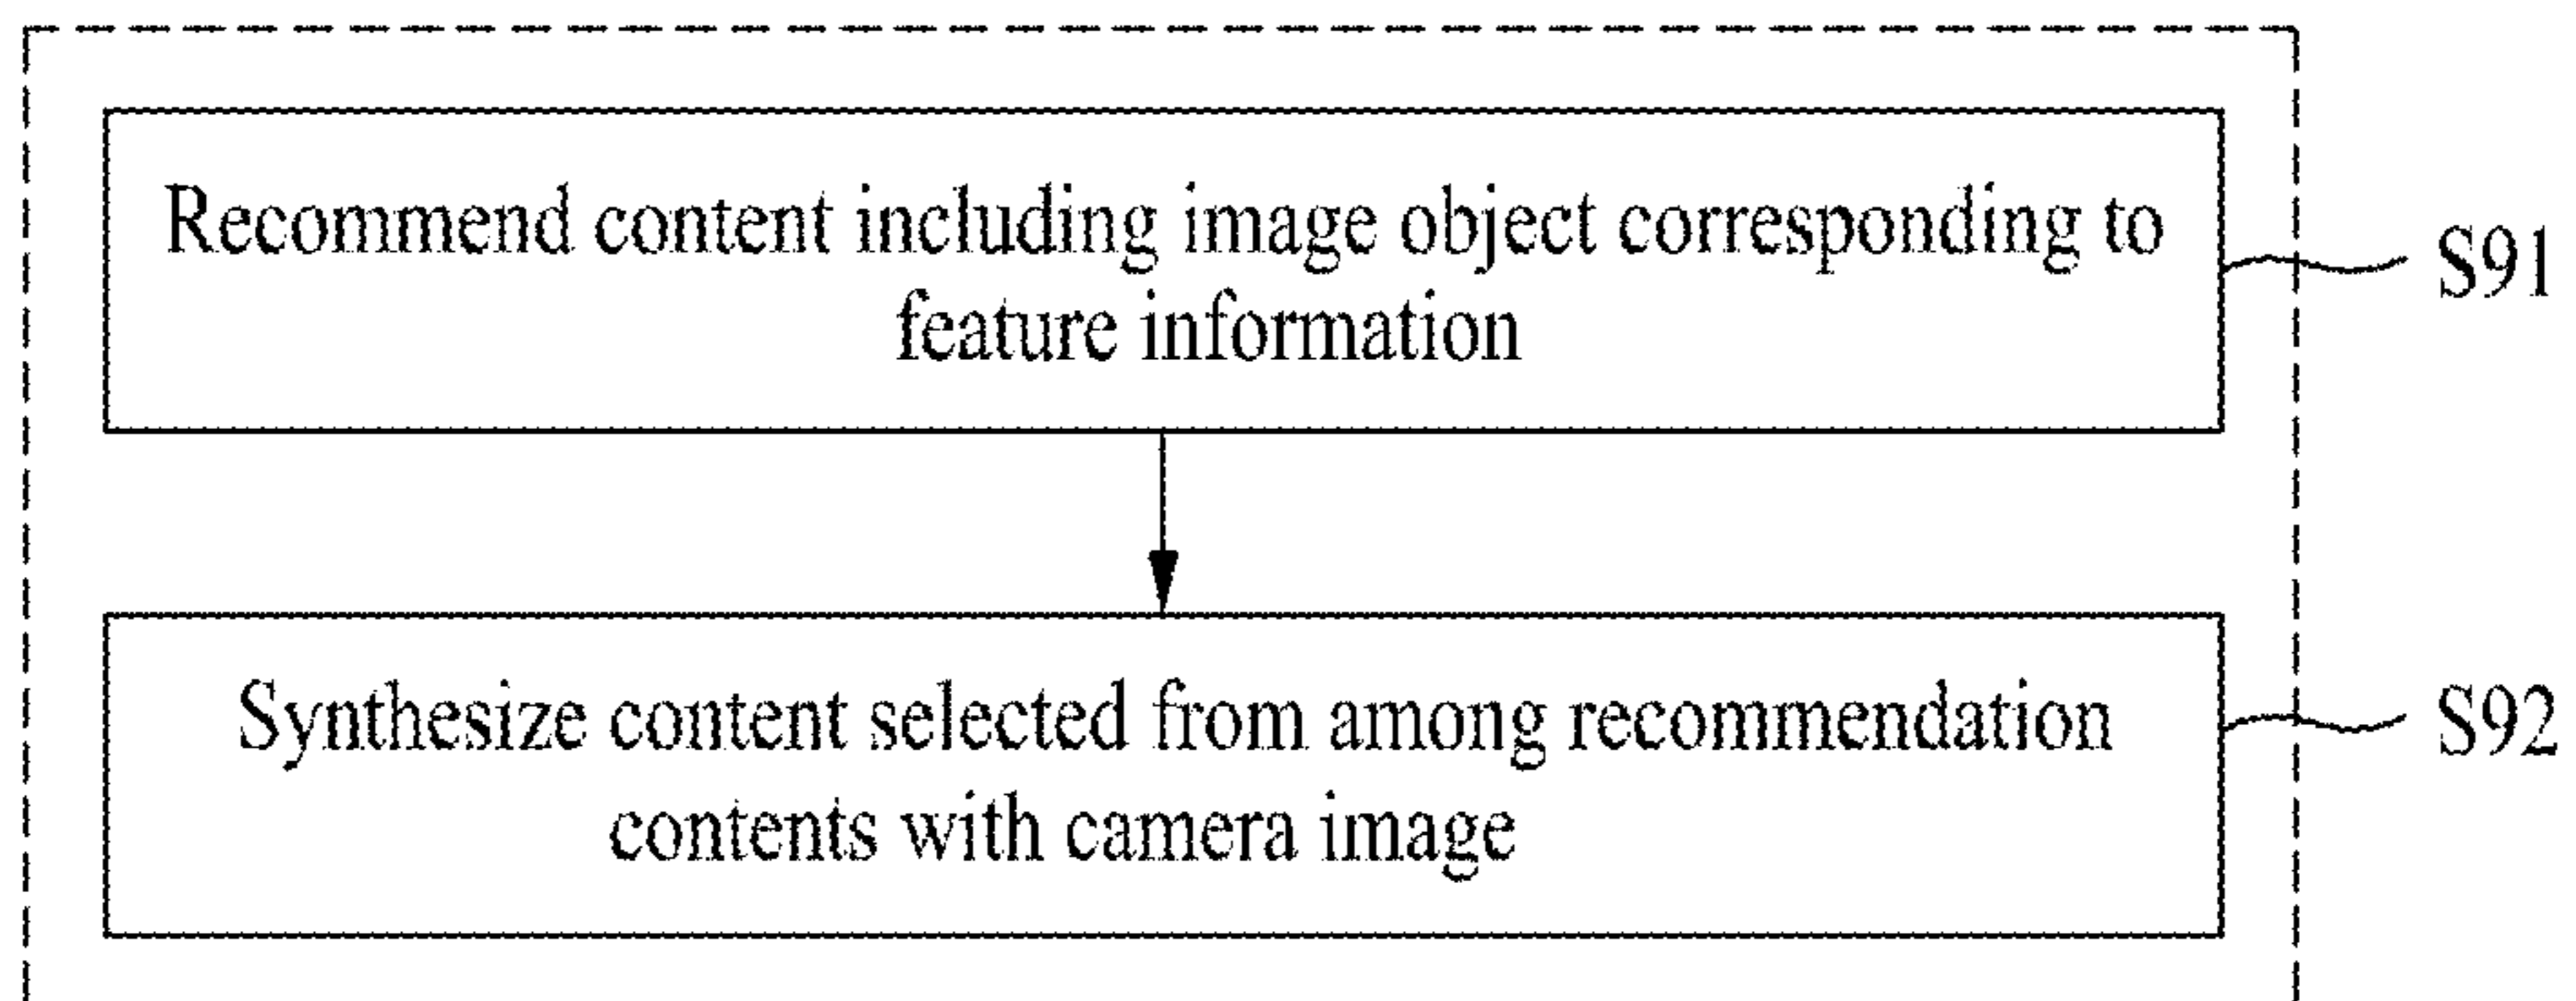 Recommend content including image object corresponding to
feature information
S91
Synthesize content selected from among recommendation
contents with camera image
S92